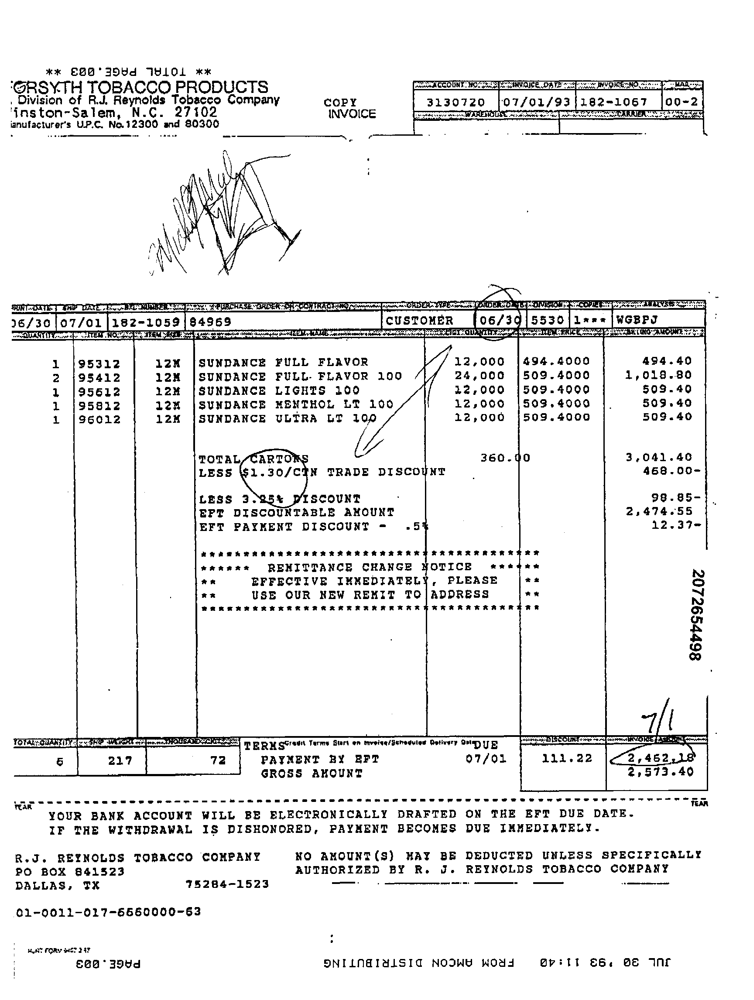 ** TOTAL PAGE.003 **
ORSYTH TOBACCO PRODUCTS
Division of R.J. Reynolds Tobacco Company
inston-Salem, N.C. 27102
anufacturer's U.P.C. No.12300 and 80300
COPY
INVOICE
ACCOUNT NO. INVOICE DATE INVOICE NO.
3130720 07/01/93 182-1067 00-2
WAREHOUSE CARRIER
SHIP DATE PURCHASE ORDER OR CONTRACT NO. ORDER TYPE ORDER DATE DIVISION COPIES ANALYSIS
06/30 07/01 182-1059 84969 CUSTOMER 06/30 5530 1*** WGBPJ
QUANTITY ITEM NO. ITEM SIZE ITEM NAME CIGT QUANTITY ITEM PRICE BILLING AMOUNT
1 95312 12M SUNDANCE FULL FLAVOR 12,000 494.4000 494.40
2 95412 12M SUNDANCE FULL FLAVOR 100 24,000 509.4000 1,018.80
1 95612 12M SUNDANCE LIGHTS 100 12,000 509.4000 509.40
1 95812 12M SUNDANCE MENTHOL LT 100 12,000 509.4000 509.40
1 96012 12M SUNDANCE ULTRA LT 100 12,000 509.4000 509.40
TOTAL CARTONS 360.00 3,041.40
LESS $1.30/CTN TRADE DISCOUNT 468.00-
LESS 3.25% DISCOUNT 98.85-
EFT DISCOUNTABLE AMOUNT 2,474.55
EFT PAYMENT DISCOUNT - .5% 12.37-
****************************************
****** REMITTANCE CHANGE NOTICE ******
** EFFECTIVE IMMEDIATELY, PLEASE **
** USE OUR NEW REMIT TO ADDRESS **
****************************************
2072654498
7/1
TOTAL QUANTITY SHIP WEIGHT THOUSAND CIGTS TERMS Credit Terms Start on Invoice/Scheduled Delivery Date DUE DISCOUNT INVOICE AMOUNT
6 217 72 PAYMENT BY EFT 07/01 111.22 2,462.18
GROSS AMOUNT 2,573.40
TEAR TEAR
YOUR BANK ACCOUNT WILL BE ELECTRONICALLY DRAFTED ON THE EFT DUE DATE.
IF THE WITHDRAWAL IS DISHONORED, PAYMENT BECOMES DUE IMMEDIATELY.
R.J. REYNOLDS TOBACCO COMPANY NO AMOUNT(S) MAY BE DEDUCTED UNLESS SPECIFICALLY
PO BOX 841523 AUTHORIZED BY R. J. REYNOLDS TOBACCO COMPANY
DALLAS, TX 75284-1523
01-0011-017-6660000-63
JUL 30 '93 11:40 FROM AMCON DISTRIBUTING PAGE.003